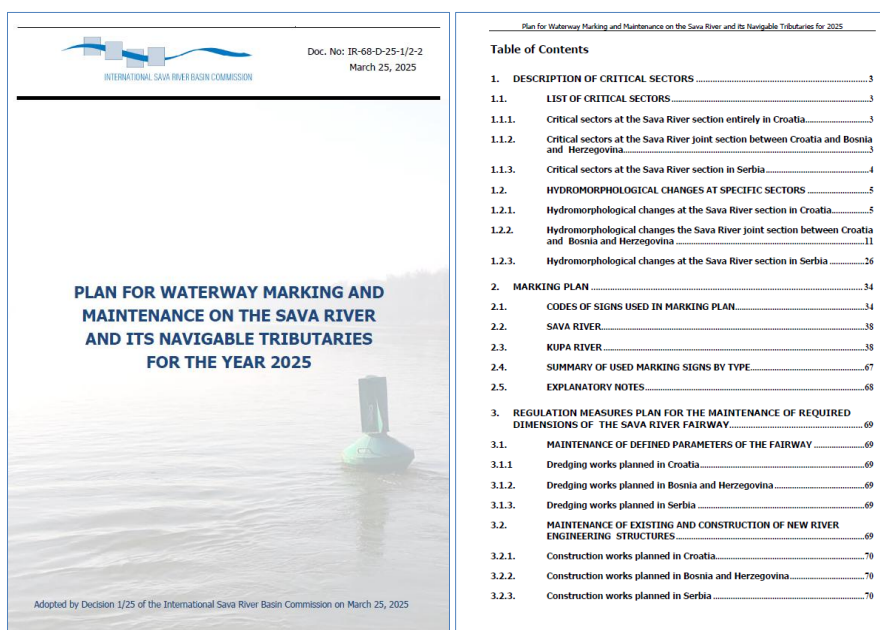 INTERNATIONAL SAVA RIVER BASIN COMMISSION
Doc. No: IR-68-D-25-1/2-2
March 25, 2025
PLAN FOR WATERWAY MARKING AND
MAINTENANCE ON THE SAVA RIVER
AND ITS NAVIGABLE TRIBUTARIES
FOR THE YEAR 2025
Adopted by Decision 1/25 of the International Sava River Basin Commission on March 25, 2025
Plan for Waterway Marking and Maintenance on the Sava River and its Navigable Tributaries for 2025
Table of Contents
1. DESCRIPTION OF CRITICAL SECTORS 3
1.1. LIST OF CRITICAL SECTORS 3
1.1.1. Critical sectors at the Sava River section entirely in Croatia 3
1.1.2. Critical sectors at the Sava River joint section between Croatia and Bosnia
and Herzegovina 3
1.1.3. Critical sectors at the Sava River section in Serbia 4
1.2. HYDROMORPHOLOGICAL CHANGES AT SPECIFIC SECTORS 5
1.2.1. Hydromorphological changes at the Sava River section in Croatia 5
1.2.2. Hydromorphological changes the Sava River joint section between Croatia
and Bosnia and Herzegovina 11
1.2.3. Hydromorphological changes at the Sava River section in Serbia 26
2. MARKING PLAN 34
2.1. CODES OF SIGNS USED IN MARKING PLAN 34
2.2. SAVA RIVER 38
2.3. KUPA RIVER 38
2.4. SUMMARY OF USED MARKING SIGNS BY TYPE 67
2.5. EXPLANATORY NOTES 68
3. REGULATION MEASURES PLAN FOR THE MAINTENANCE OF REQUIRED
DIMENSIONS OF THE SAVA RIVER FAIRWAY 69
3.1. MAINTENANCE OF DEFINED PARAMETERS OF THE FAIRWAY 69
3.1.1 Dredging works planned in Croatia 69
3.1.2. Dredging works planned in Bosnia and Herzegovina 69
3.1.3. Dredging works planned in Serbia 69
3.2. MAINTENANCE OF EXISTING AND CONSTRUCTION OF NEW RIVER
ENGINEERING STRUCTURES 69
3.2.1. Construction works planned in Croatia 70
3.2.2. Construction works planned in Bosnia and Herzegovina 70
3.2.3. Construction works planned in Serbia 70